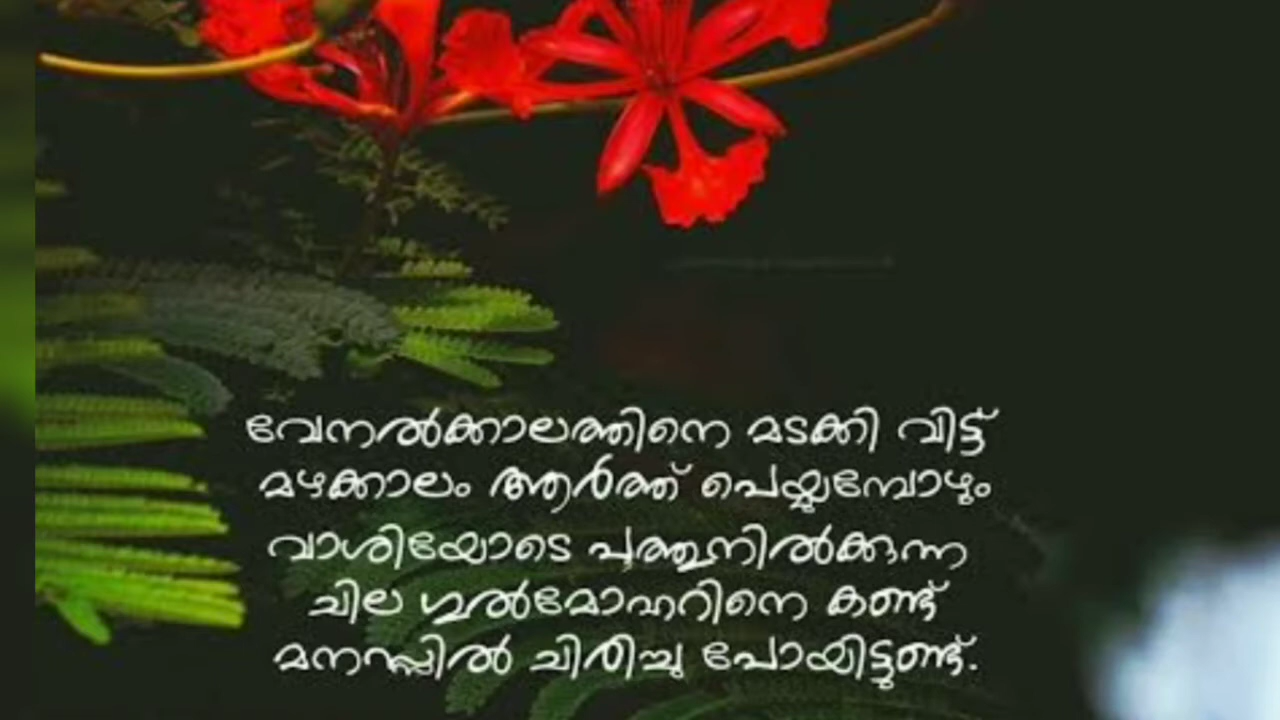 വേനൽക്കാലത്തിനെ മടക്കി വിട്ട്
മഴക്കാലം ആർത്ത് പെയ്യുമ്പോഴും
വാശിയോടെ പൂത്തുനിൽക്കുന്ന
ചില ഗുൽമോഹറിനെ കണ്ട്
മനസ്സിൽ ചിരിച്ചു പോയിട്ടുണ്ട്.